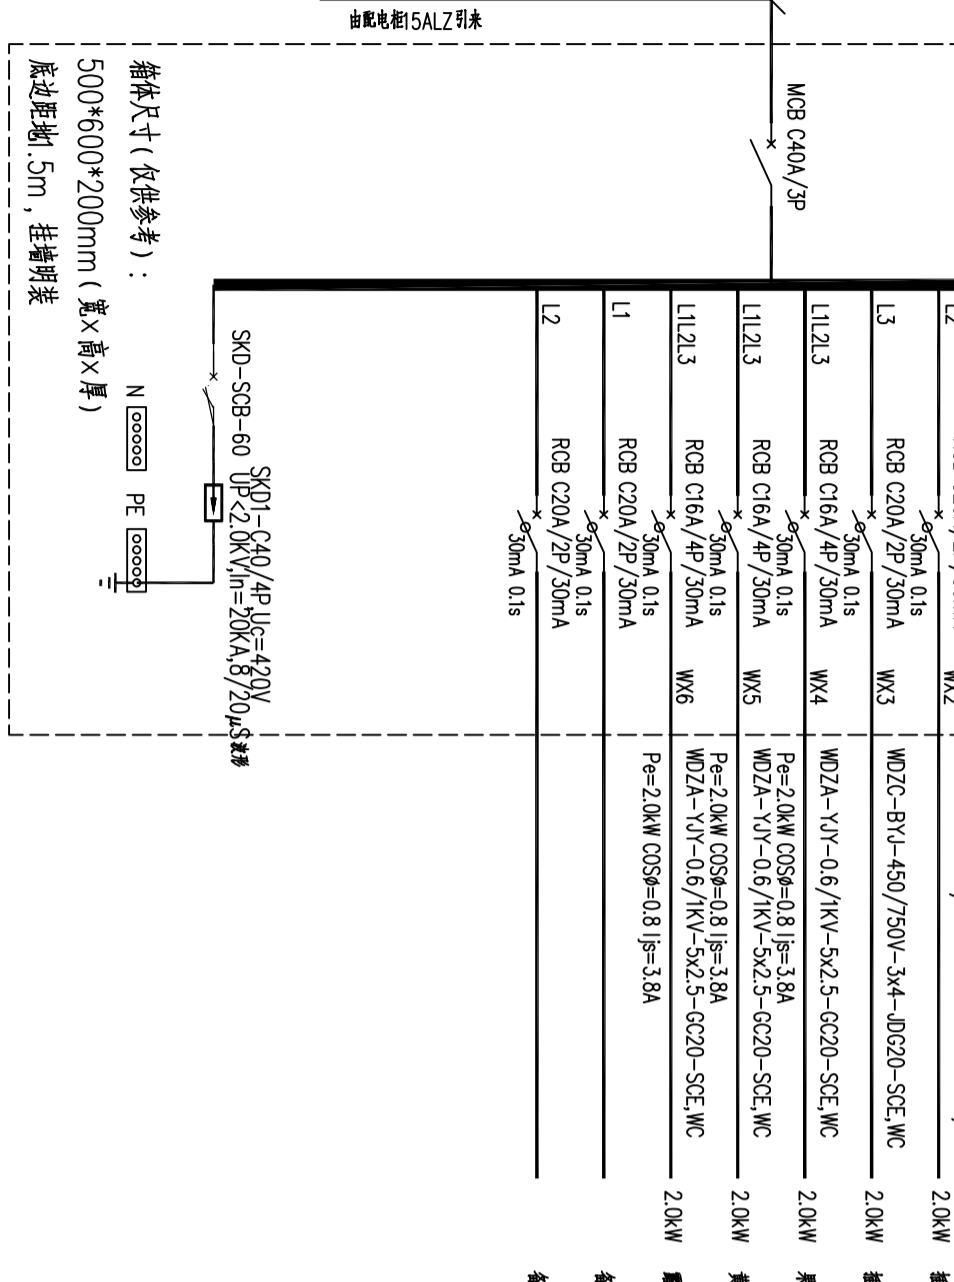 由配电柜15ALZ引来
箱体尺寸(仅供参考):
500*600*200mm(宽X高X厚)
底边距地1.5m,挂墙明装
MCB C40A/3P
L3
RCB C20A/2P/30mA
30mA 0.1s
WX3
WDZC-BYJ-450/750V-3x4-JDG20-SCE,WC
2.0kW
2.0kW
L1L2L3
RCB C16A/4P/30mA
30mA 0.1s
WX4
WDZA-YJY-0.6/1KV-5x2.5-GC20-SCE,WC
Pe=2.0kW COSø=0.8 Ijs=3.8A
2.0kW
L1L2L3
RCB C16A/4P/30mA
30mA 0.1s
WX5
WDZA-YJY-0.6/1KV-5x2.5-GC20-SCE,WC
Pe=2.0kW COSø=0.8 Ijs=3.8A
2.0kW
L1L2L3
RCB C16A/4P/30mA
30mA 0.1s
WX6
WDZA-YJY-0.6/1KV-5x2.5-GC20-SCE,WC
Pe=2.0kW COSø=0.8 Ijs=3.8A
2.0kW
L1
RCB C20A/2P/30mA
30mA 0.1s
L2
RCB C20A/2P/30mA
30mA 0.1s
SKD1-C40/4P,Uc=420V
SKD-SCB-60 UP<2.0KV,In=20KA,8/20μS波形
N
PE